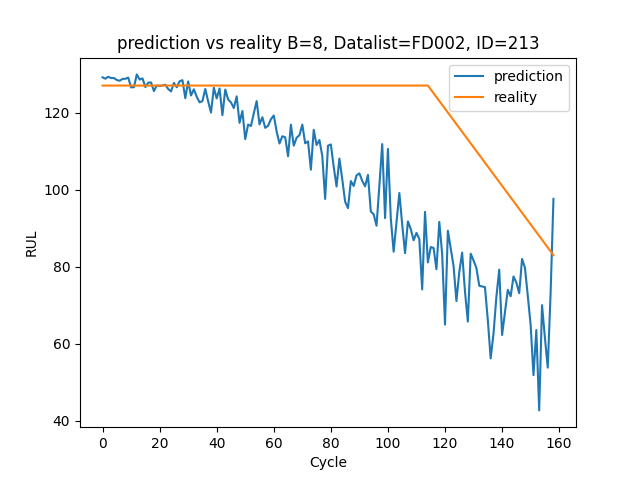 prediction vs reality B=8, Datalist=FD002, ID=213
prediction
reality
RUL
120
100
80
60
40
0 20 40 60 80 100 120 140 160
Cycle